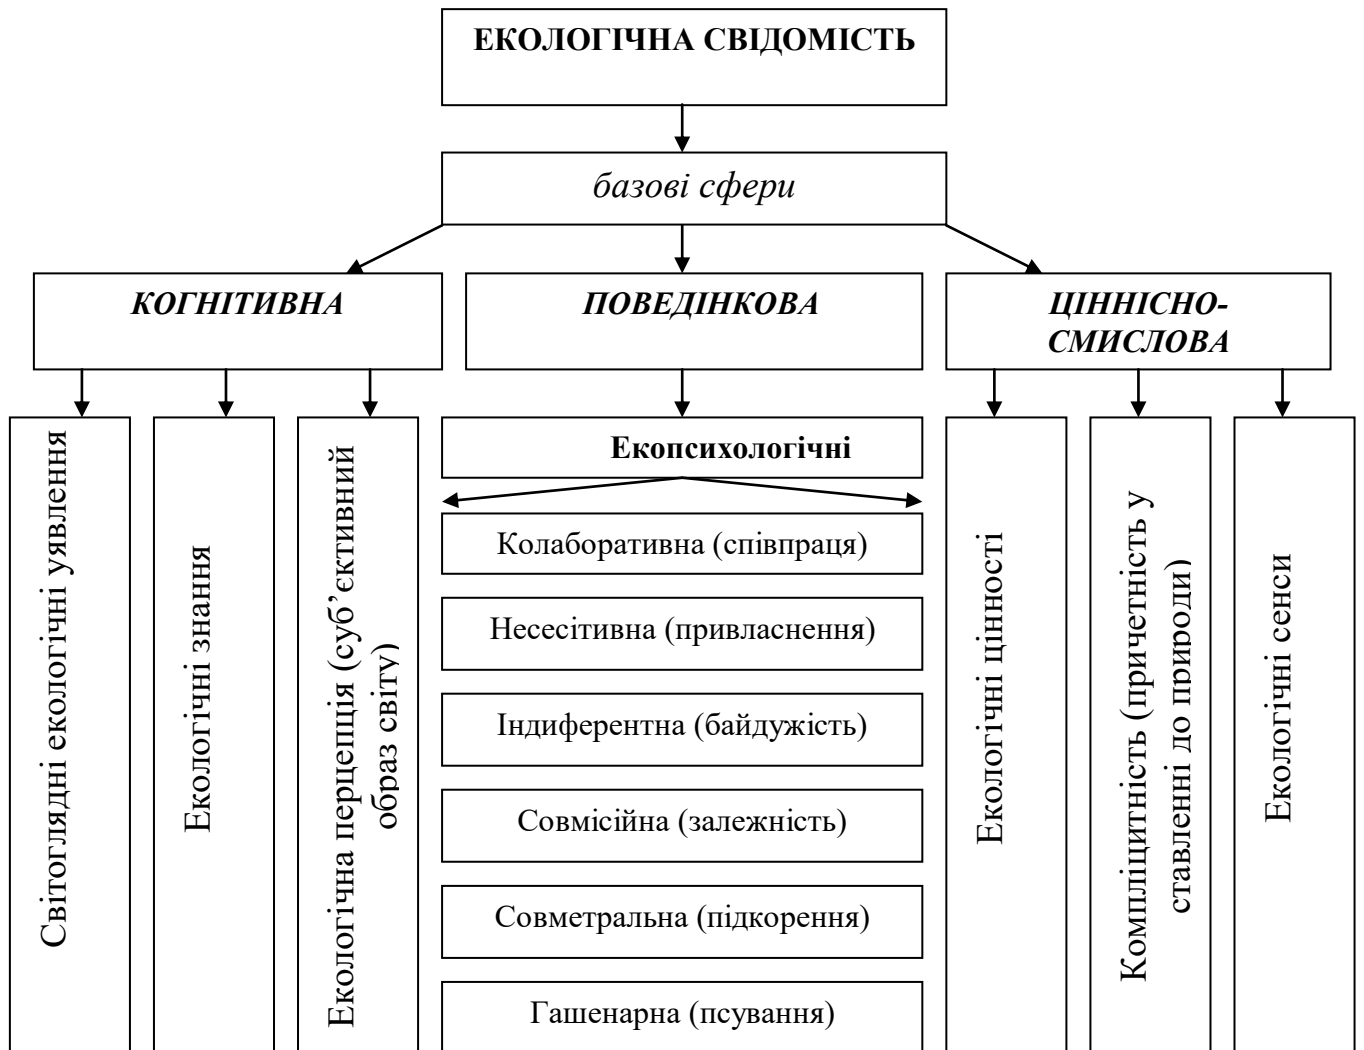 ЕКОЛОГІЧНА СВІДОМІСТЬ
базові сфери
КОГНІТИВНА
ПОВЕДІНКОВА
ЦІННІСНО-
СМИСЛОВА
Світоглядні екологічні уявлення
Екологічні знання
Екологічна перцепція (суб’єктивний
образ світу)
Екопсихологічні
Колаборативна (співпраця)
Несесітивна (привласнення)
Індиферентна (байдужість)
Совмісійна (залежність)
Совметральна (підкорення)
Гашенарна (псування)
Екологічні цінності
Компліцитність (причетність у
ставленні до природи)
Екологічні сенси